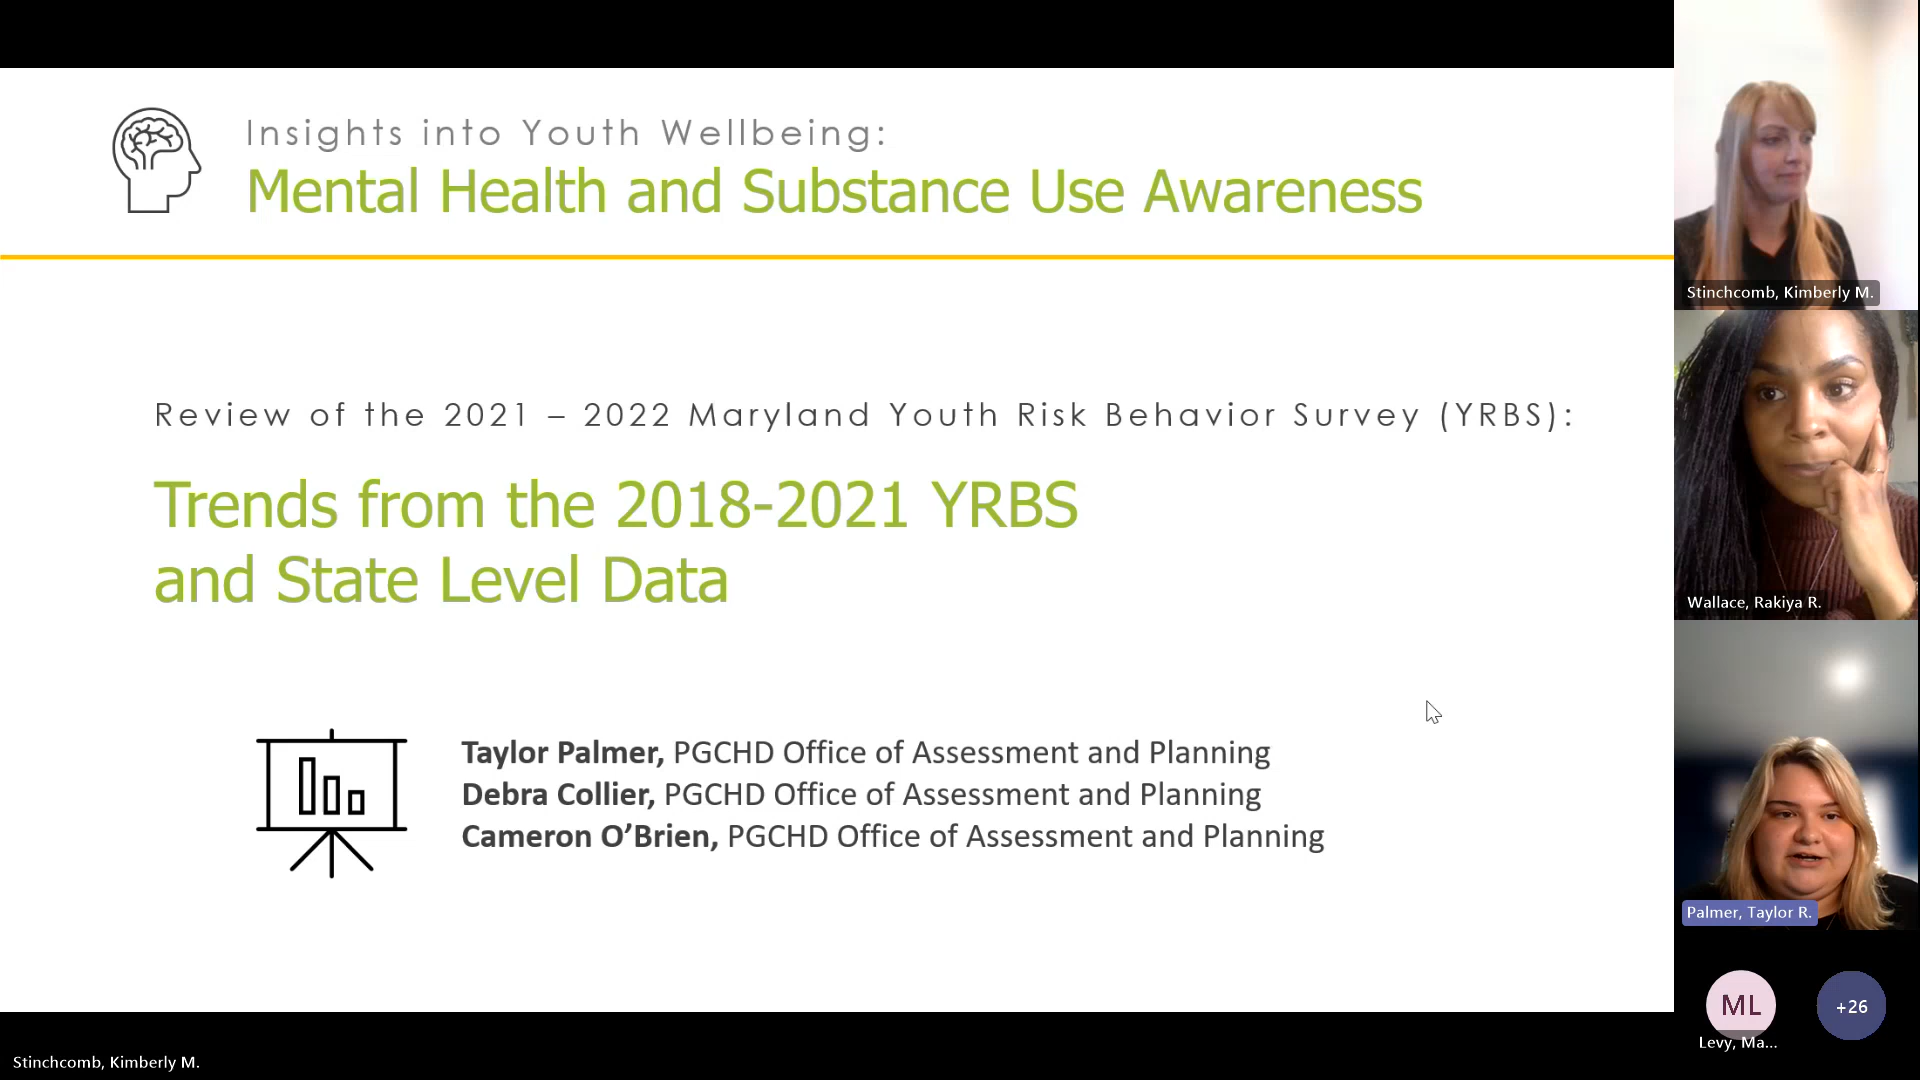 Insights into Youth Wellbeing:
Mental Health and Substance Use Awareness
Review of the 2021 – 2022 Maryland Youth Risk Behavior Survey (YRBS):
Trends from the 2018-2021 YRBS
and State Level Data
Taylor Palmer, PGCHD Office of Assessment and Planning
Debra Collier, PGCHD Office of Assessment and Planning
Cameron O’Brien, PGCHD Office of Assessment and Planning
Stinchcomb, Kimberly M.
Wallace, Rakiya R.
Palmer, Taylor R.
ML
+26
Levy, Ma...
Stinchcomb, Kimberly M.